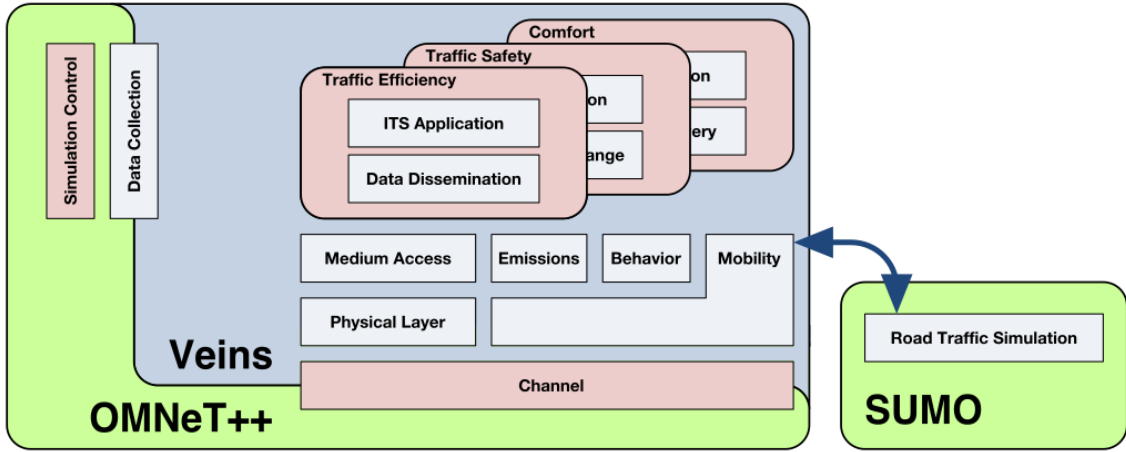 Comfort
Traffic Safety
Traffic Efficiency
Simulation Control
Data Collection
ITS Application
on
on
Data Dissemination
ange
ery
Medium Access
Emissions
Behavior
Mobility
Physical Layer
Road Traffic Simulation
Veins
Channel
OMNeT++
SUMO